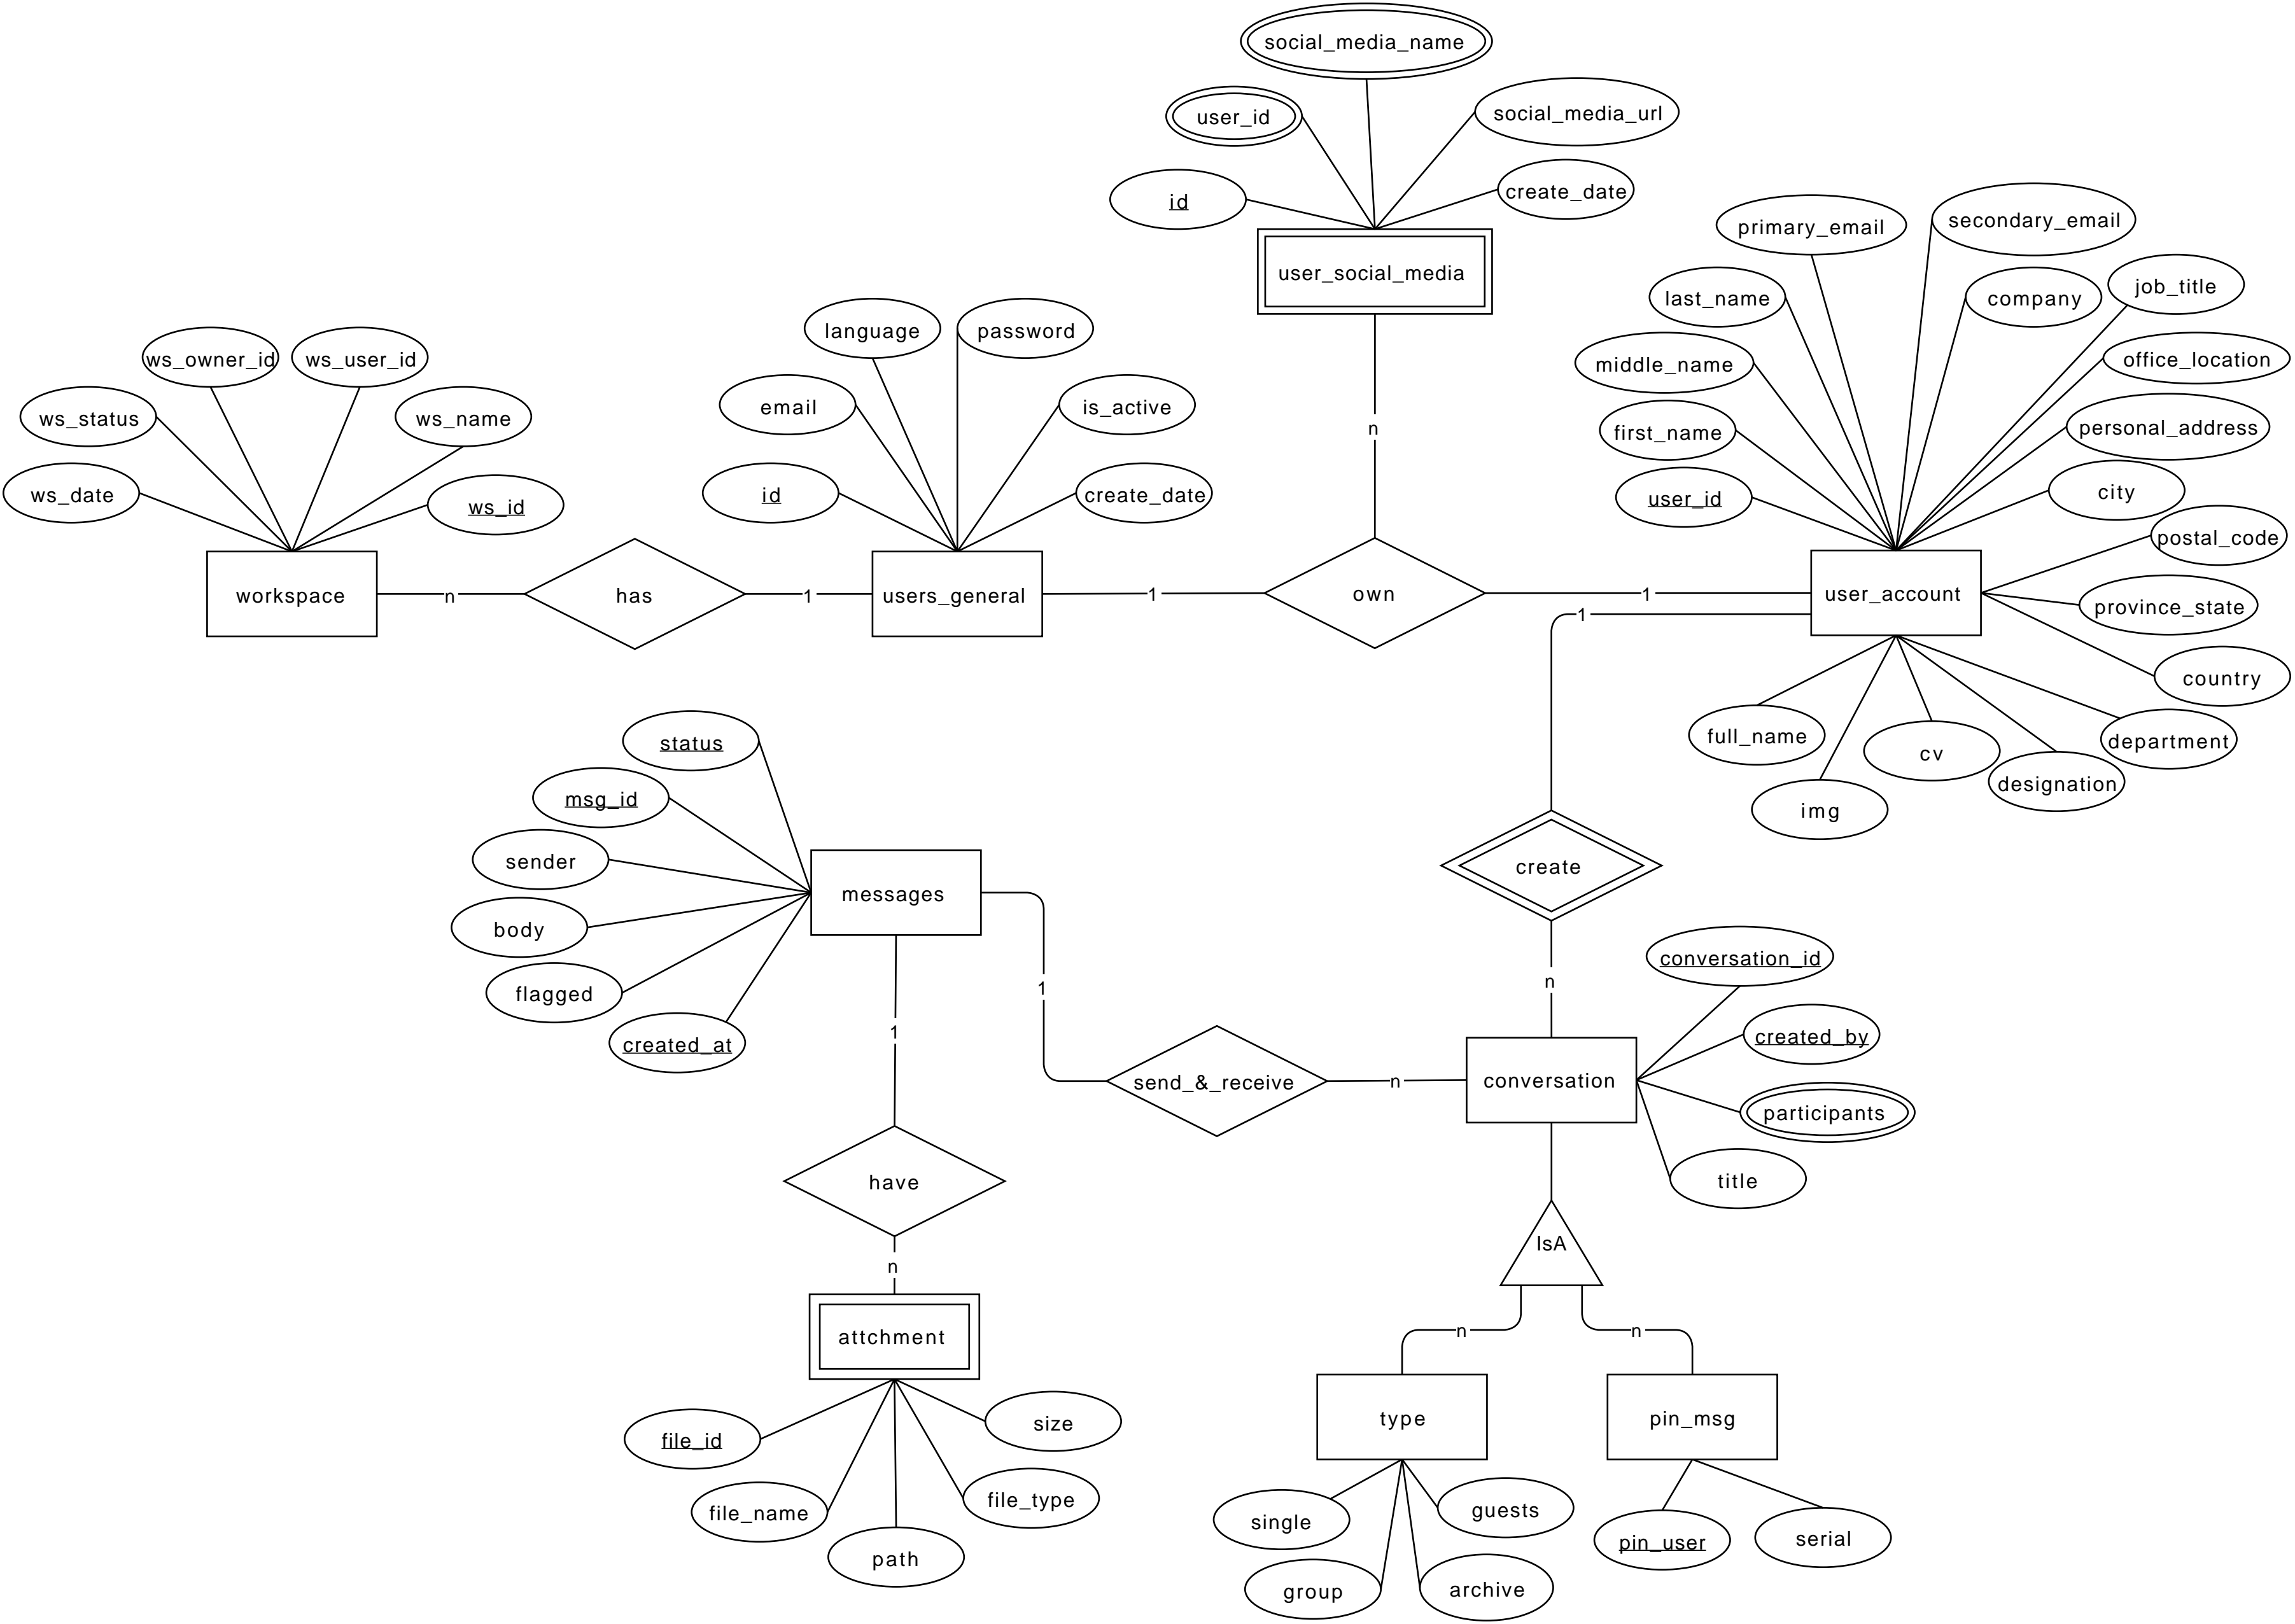 social_media_name
user_id
social_media_url
id
create_date
user_social_media
primary_email
secondary_email
last_name
company
job_title
middle_name
office_location
first_name
personal_address
user_id
city
postal_code
province_state
country
department
designation
cv
img
full_name
user_account
language
password
email
is_active
id
create_date
users_general
ws_owner_id
ws_user_id
ws_status
ws_name
ws_date
ws_id
workspace
n
has
1
1
own
1
n
1
create
n
status
msg_id
sender
body
flagged
created_at
messages
1
1
send_&_receive
n
conversation
conversation_id
created_by
participants
title
have
n
attchment
file_id
size
file_name
file_type
path
IsA
n
n
type
pin_msg
single
guests
group
archive
pin_user
serial